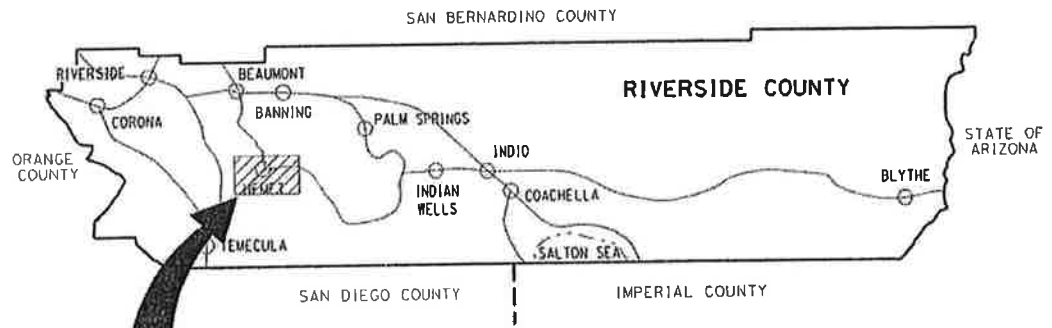 SAN BERNARDINO COUNTY
RIVERSIDE
BEAUMONT
BANNING
RIVERSIDE COUNTY
CORONA
PALM SPRINGS
STATE OF
ARIZONA
ORANGE
COUNTY
INDIO
HEMET
INDIAN
WELLS
COACHELLA
BLYTHE
TEMECULA
SALTON SEA
SAN DIEGO COUNTY
IMPERIAL COUNTY